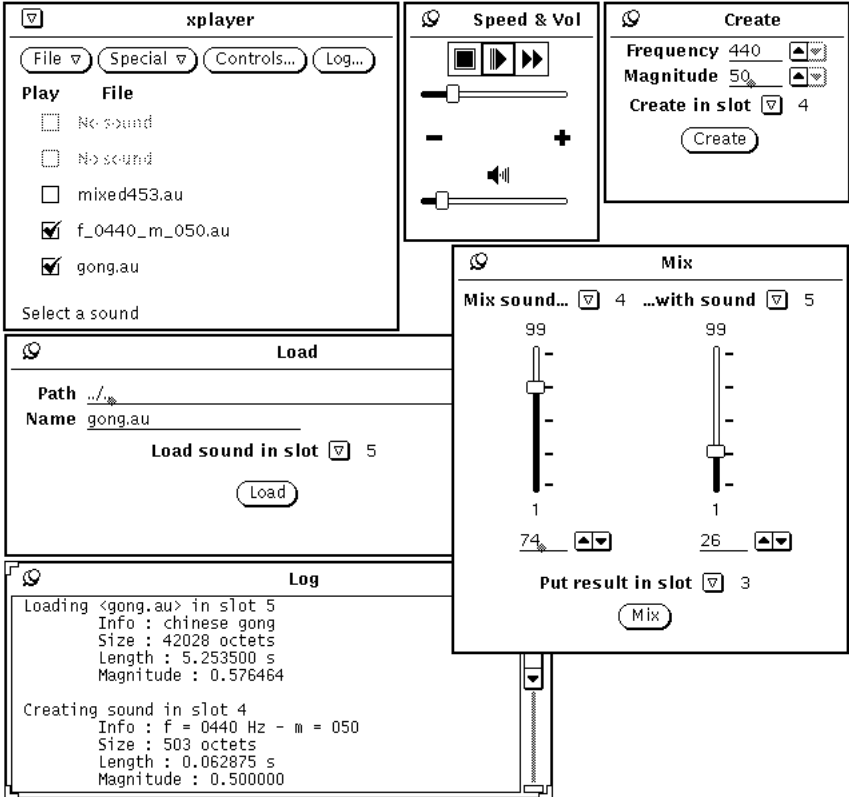 xplayer
File Special Controls... Log...
Play File
No sound
No sound
mixed453.au
f_0440_m_050.au
gong.au
Select a sound
Speed & Vol
- +
Create
Frequency 440
Magnitude 50
Create in slot 4
Create
Mix
Mix sound... 4 ...with sound 5
99 99
1 1
74 26
Put result in slot 3
Mix
Load
Path ../..
Name gong.au
Load sound in slot 5
Load
Log
Loading <gong.au> in slot 5
Info : chinese gong
Size : 42028 octets
Length : 5.253500 s
Magnitude : 0.576464
Creating sound in slot 4
Info : f = 0440 Hz - m = 050
Size : 503 octets
Length : 0.062875 s
Magnitude : 0.500000